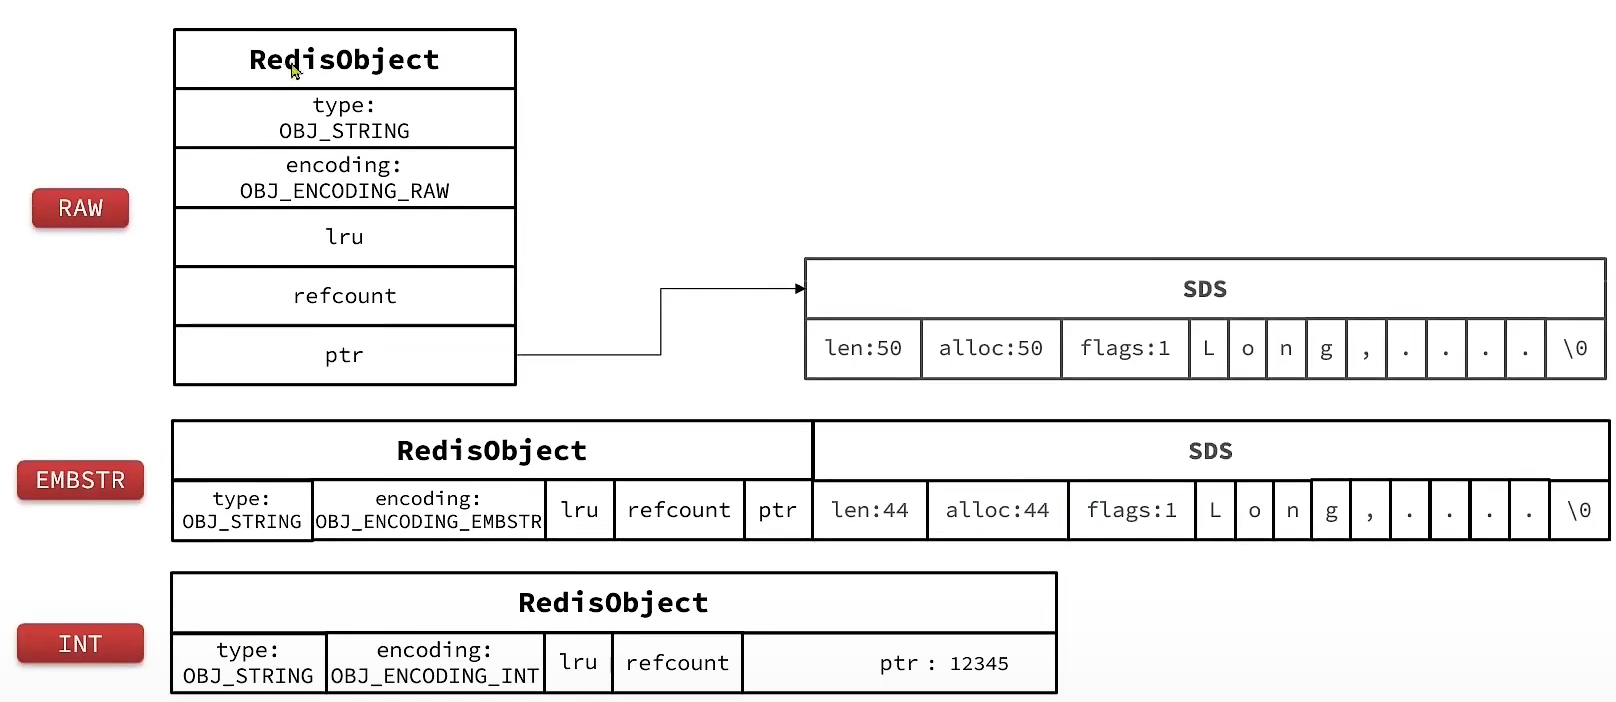 RedisObject
type:
OBJ_STRING
encoding:
OBJ_ENCODING_RAW
RAW
lru
refcount
ptr
SDS
len:50 alloc:50 flags:1 L o n g , . . . . \0
EMBSTR
RedisObject SDS
type:
OBJ_STRING
encoding:
OBJ_ENCODING_EMBSTR
lru refcount ptr len:44 alloc:44 flags:1 L o n g , . . . . \0
INT
RedisObject
type:
OBJ_STRING
encoding:
OBJ_ENCODING_INT
lru refcount ptr : 12345